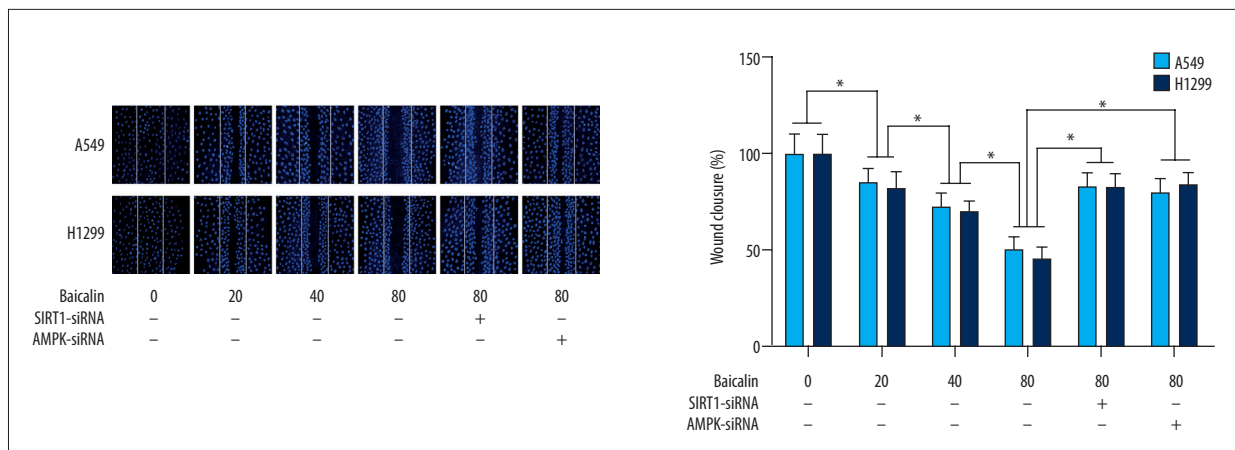 A549
H1299
Baicalin 0 20 40 80 80 80
SIRT1-siRNA – – – – + –
AMPK-siRNA – – – – – +
150
100
50
0
Wound clousure (%)
A549
H1299
* * * * *
Baicalin 0 20 40 80 80 80
SIRT1-siRNA – – – – + –
AMPK-siRNA – – – – – +